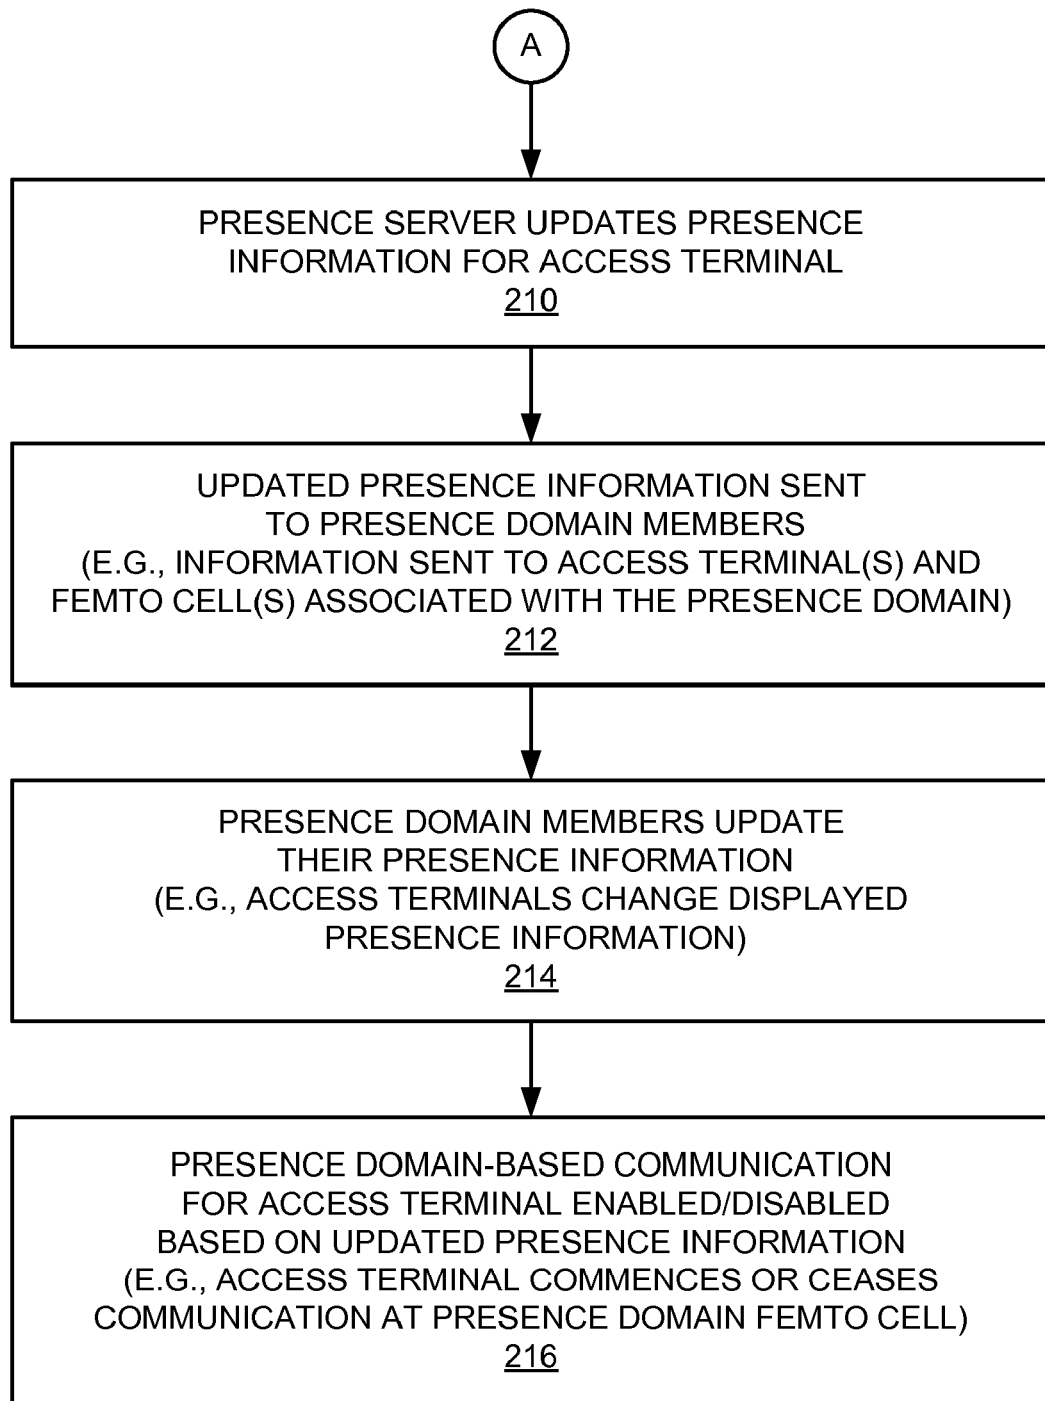 A
PRESENCE SERVER UPDATES PRESENCE
INFORMATION FOR ACCESS TERMINAL
210
UPDATED PRESENCE INFORMATION SENT
TO PRESENCE DOMAIN MEMBERS
(E.G., INFORMATION SENT TO ACCESS TERMINAL(S) AND
FEMTO CELL(S) ASSOCIATED WITH THE PRESENCE DOMAIN)
212
PRESENCE DOMAIN MEMBERS UPDATE
THEIR PRESENCE INFORMATION
(E.G., ACCESS TERMINALS CHANGE DISPLAYED
PRESENCE INFORMATION)
214
PRESENCE DOMAIN-BASED COMMUNICATION
FOR ACCESS TERMINAL ENABLED/DISABLED
BASED ON UPDATED PRESENCE INFORMATION
(E.G., ACCESS TERMINAL COMMENCES OR CEASES
COMMUNICATION AT PRESENCE DOMAIN FEMTO CELL)
216